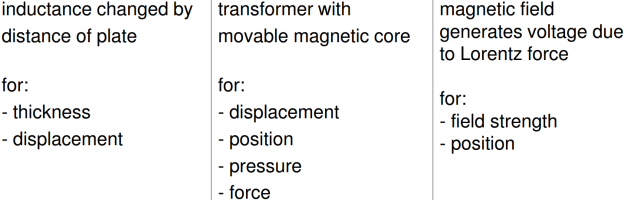 inductance changed by
distance of plate
for:
- thickness
- displacement
transformer with
movable magnetic core
for:
- displacement
- position
- pressure
- force
magnetic field
generates voltage due
to Lorentz force
for:
- field strength
- position